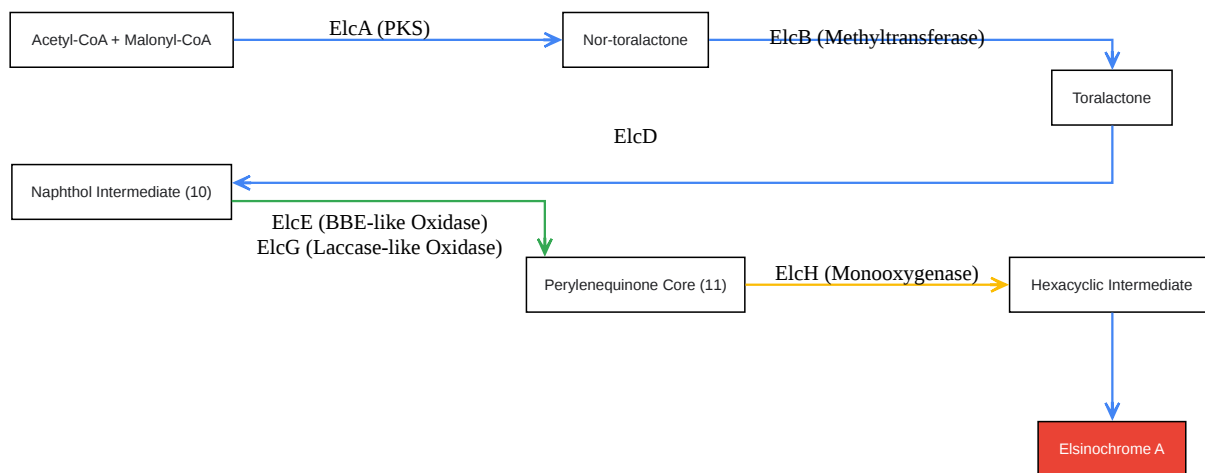 Acetyl-CoA + Malonyl-CoA
ElcA (PKS)
Nor-toralactone
ElcB (Methyltransferase)
Toralactone
ElcD
Naphthol Intermediate (10)
ElcE (BBE-like Oxidase)
ElcG (Laccase-like Oxidase)
Perylenequinone Core (11)
ElcH (Monooxygenase)
Hexacyclic Intermediate
Elsinochrome A